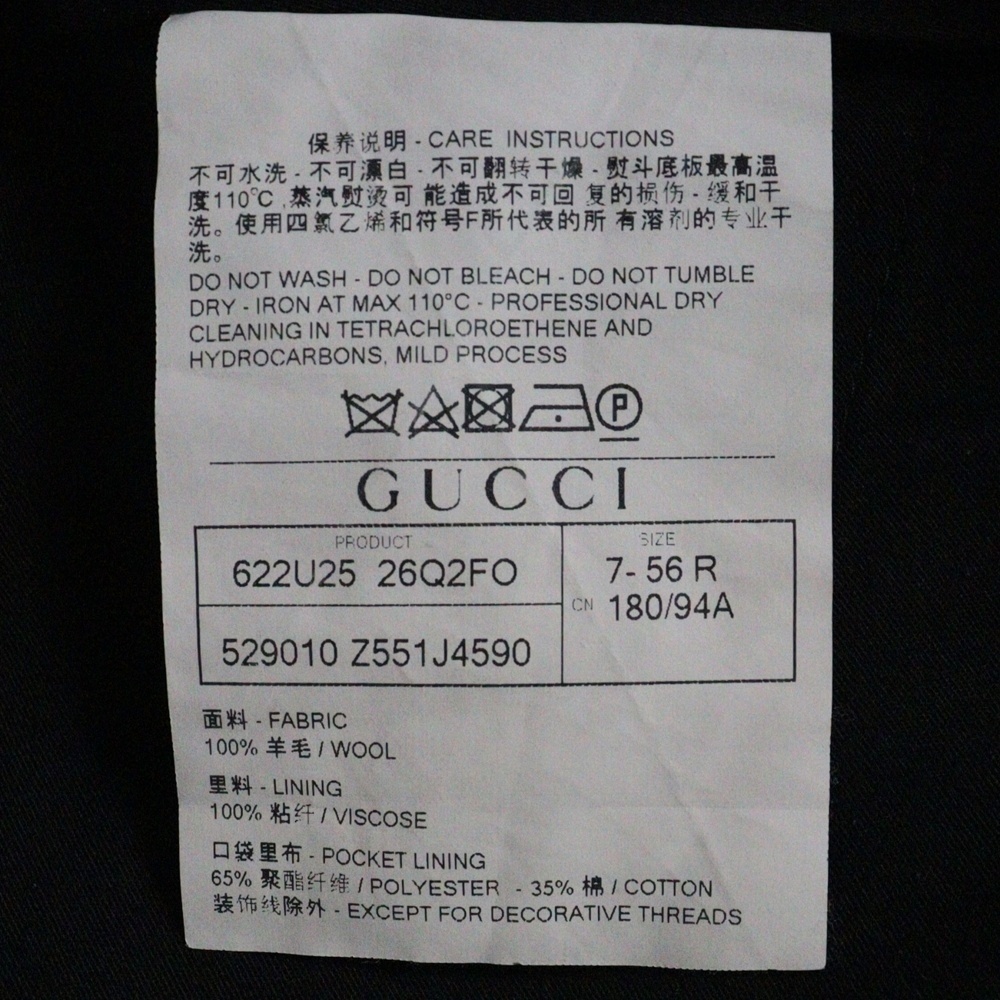 保养说明 - CARE INSTRUCTIONS
不可水洗 - 不可漂白 - 不可翻转干燥 - 熨斗底板最高温
度110°C ,蒸汽熨烫可 能造成不可回 复的损伤 - 缓和干
洗。使用四氯乙烯和符号F所代表的所 有溶剂的专业干
洗。
DO NOT WASH - DO NOT BLEACH - DO NOT TUMBLE
DRY - IRON AT MAX 110°C - PROFESSIONAL DRY
CLEANING IN TETRACHLOROETHENE AND
HYDROCARBONS, MILD PROCESS
P
GUCCI
PRODUCT
622U25 26Q2FO
529010 Z551J4590
SIZE
7- 56 R
CN 180/94A
面料 - FABRIC
100% 羊毛 / WOOL
里料 - LINING
100% 粘纤 / VISCOSE
口袋里布 - POCKET LINING
65% 聚酯纤维 / POLYESTER - 35% 棉 / COTTON
装饰线除外 - EXCEPT FOR DECORATIVE THREADS